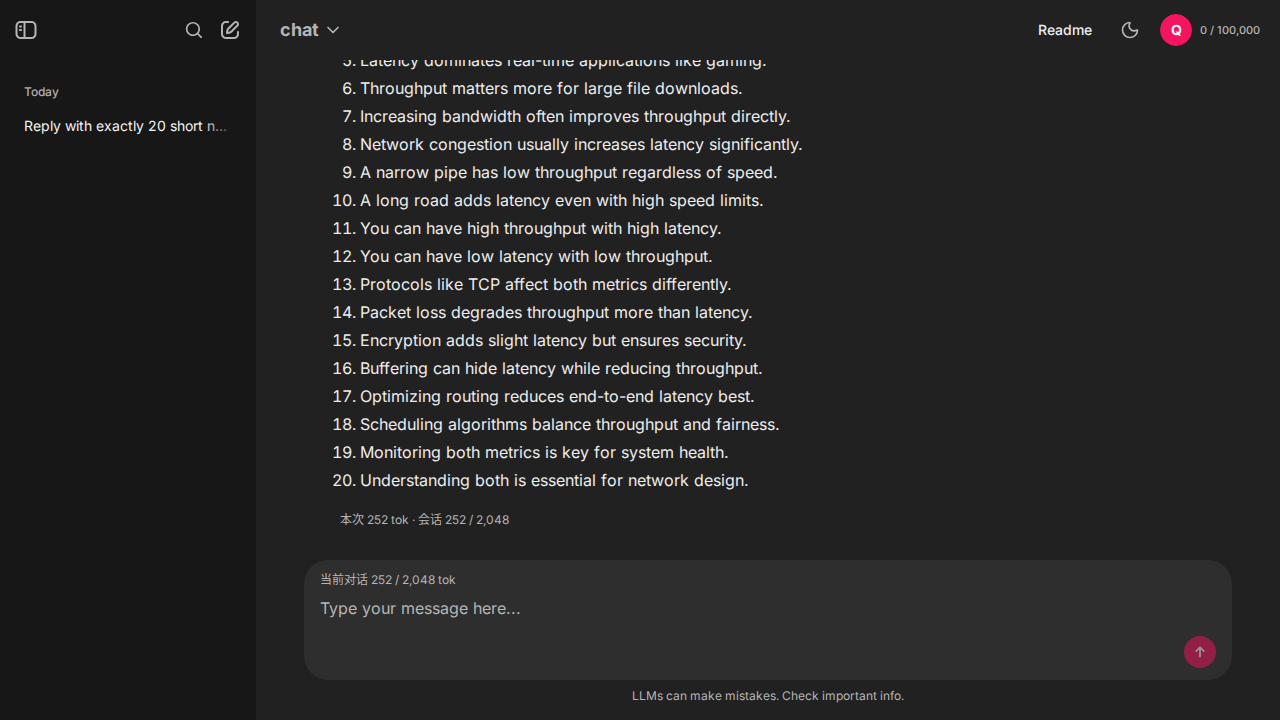 chat
Readme
Q
0 / 100,000
Today
Reply with exactly 20 short n...
5. Latency dominates real-time applications like gaming.
6. Throughput matters more for large file downloads.
7. Increasing bandwidth often improves throughput directly.
8. Network congestion usually increases latency significantly.
9. A narrow pipe has low throughput regardless of speed.
10. A long road adds latency even with high speed limits.
11. You can have high throughput with high latency.
12. You can have low latency with low throughput.
13. Protocols like TCP affect both metrics differently.
14. Packet loss degrades throughput more than latency.
15. Encryption adds slight latency but ensures security.
16. Buffering can hide latency while reducing throughput.
17. Optimizing routing reduces end-to-end latency best.
18. Scheduling algorithms balance throughput and fairness.
19. Monitoring both metrics is key for system health.
20. Understanding both is essential for network design.
本次 252 tok · 会话 252 / 2,048
当前对话 252 / 2,048 tok
Type your message here...
LLMs can make mistakes. Check important info.